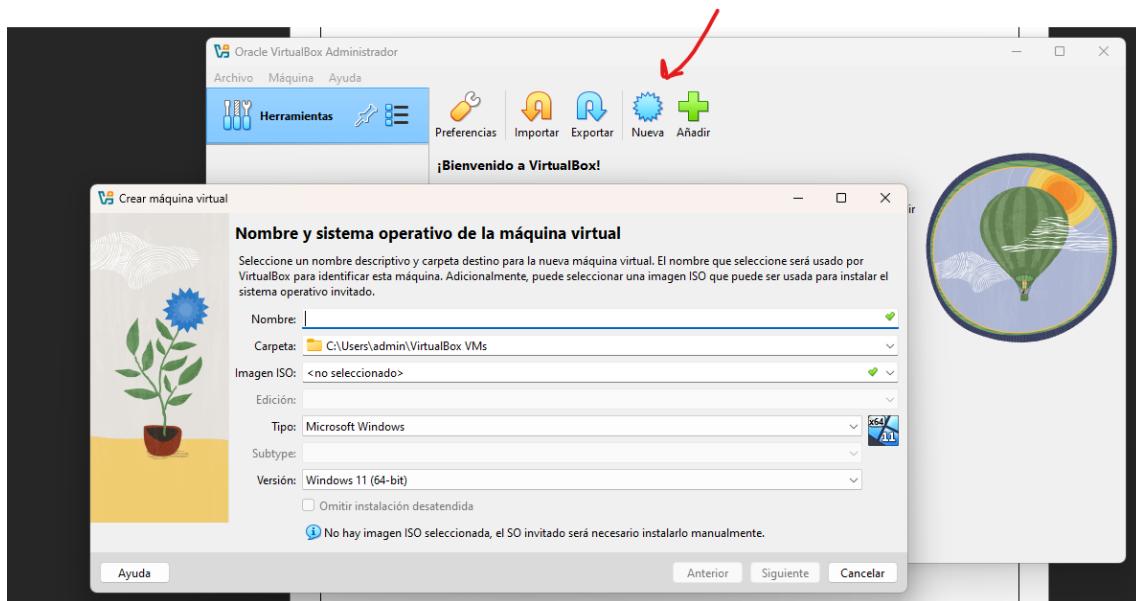 Oracle VirtualBox Administrador
Archivo Máquina Ayuda
Herramientas
Preferencias Importar Exportar Nueva Añadir
¡Bienvenido a VirtualBox!
ir
Crear máquina virtual
Nombre y sistema operativo de la máquina virtual
Seleccione un nombre descriptivo y carpeta destino para la nueva máquina virtual. El nombre que seleccione será usado por
VirtualBox para identificar esta máquina. Adicionalmente, puede seleccionar una imagen ISO que puede ser usada para instalar el
sistema operativo invitado.
Nombre:
Carpeta: C:\Users\admin\VirtualBox VMs
Imagen ISO: <no seleccionado>
Edición:
Tipo: Microsoft Windows
x64
11
Subtype:
Versión: Windows 11 (64-bit)
Omitir instalación desatendida
No hay imagen ISO seleccionada, el SO invitado será necesario instalarlo manualmente.
Ayuda Anterior Siguiente Cancelar